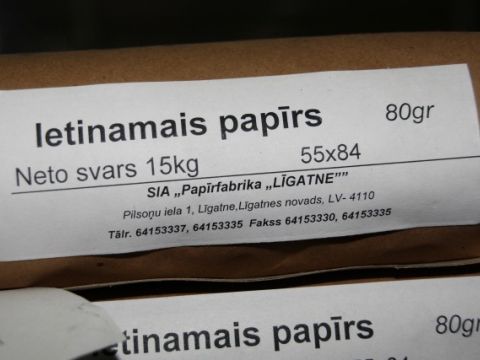 Ietinamais papīrs 80gr
Neto svars 15kg 55x84
SIA „Papīrfabrika „LĪGATNE””
Pilsoņu iela 1, Līgatne,Līgatnes novads, LV- 4110
Tālr. 64153337, 64153335 Fakss 64153330, 64153335
etinamais papīrs 80gr